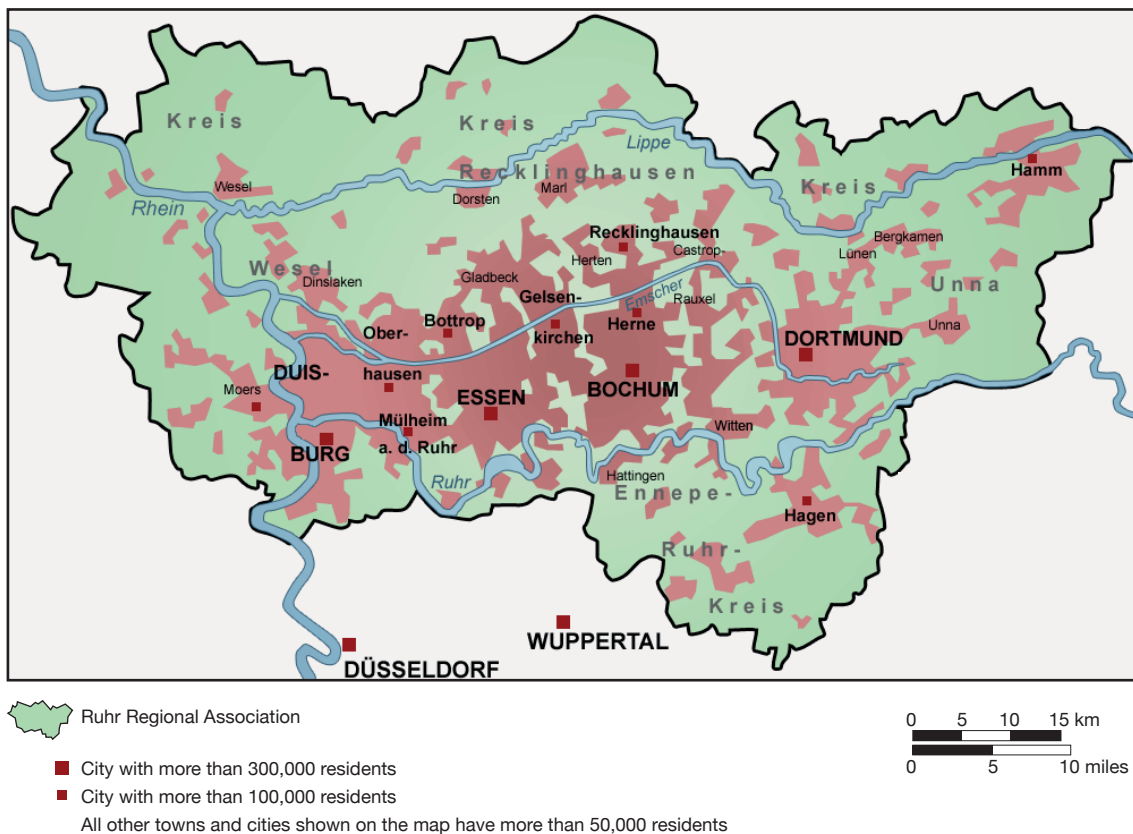 Kreis
Kreis
Lippe
Recklinghausen
Kreis
Hamm
Wesel
Dorsten
Marl
Rhein
Recklinghausen
Castrop-
Rauxel
Herten
Bergkamen
Lünen
Wesel
Dinslaken
Gladbeck
Unna
Unna
Gelsen-
kirchen
Emscher
Herne
Bottrop
Ober-
hausen
DORTMUND
DUIS-
BURG
Moers
ESSEN
BOCHUM
Mülheim
a. d. Ruhr
Witten
Ruhr
Hattingen
Ennepe-
Ruhr-
Kreis
Hagen
WUPPERTAL
DÜSSELDORF
Ruhr Regional Association
0 5 10 15 km
0 5 10 miles
City with more than 300,000 residents
City with more than 100,000 residents
All other towns and cities shown on the map have more than 50,000 residents